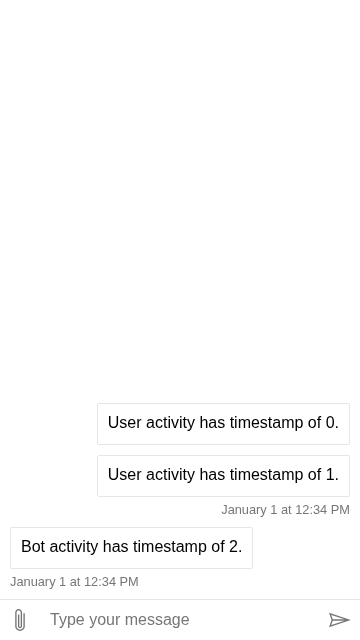 User activity has timestamp of 0.
User activity has timestamp of 1.
January 1 at 12:34 PM
Bot activity has timestamp of 2.
January 1 at 12:34 PM
Type your message